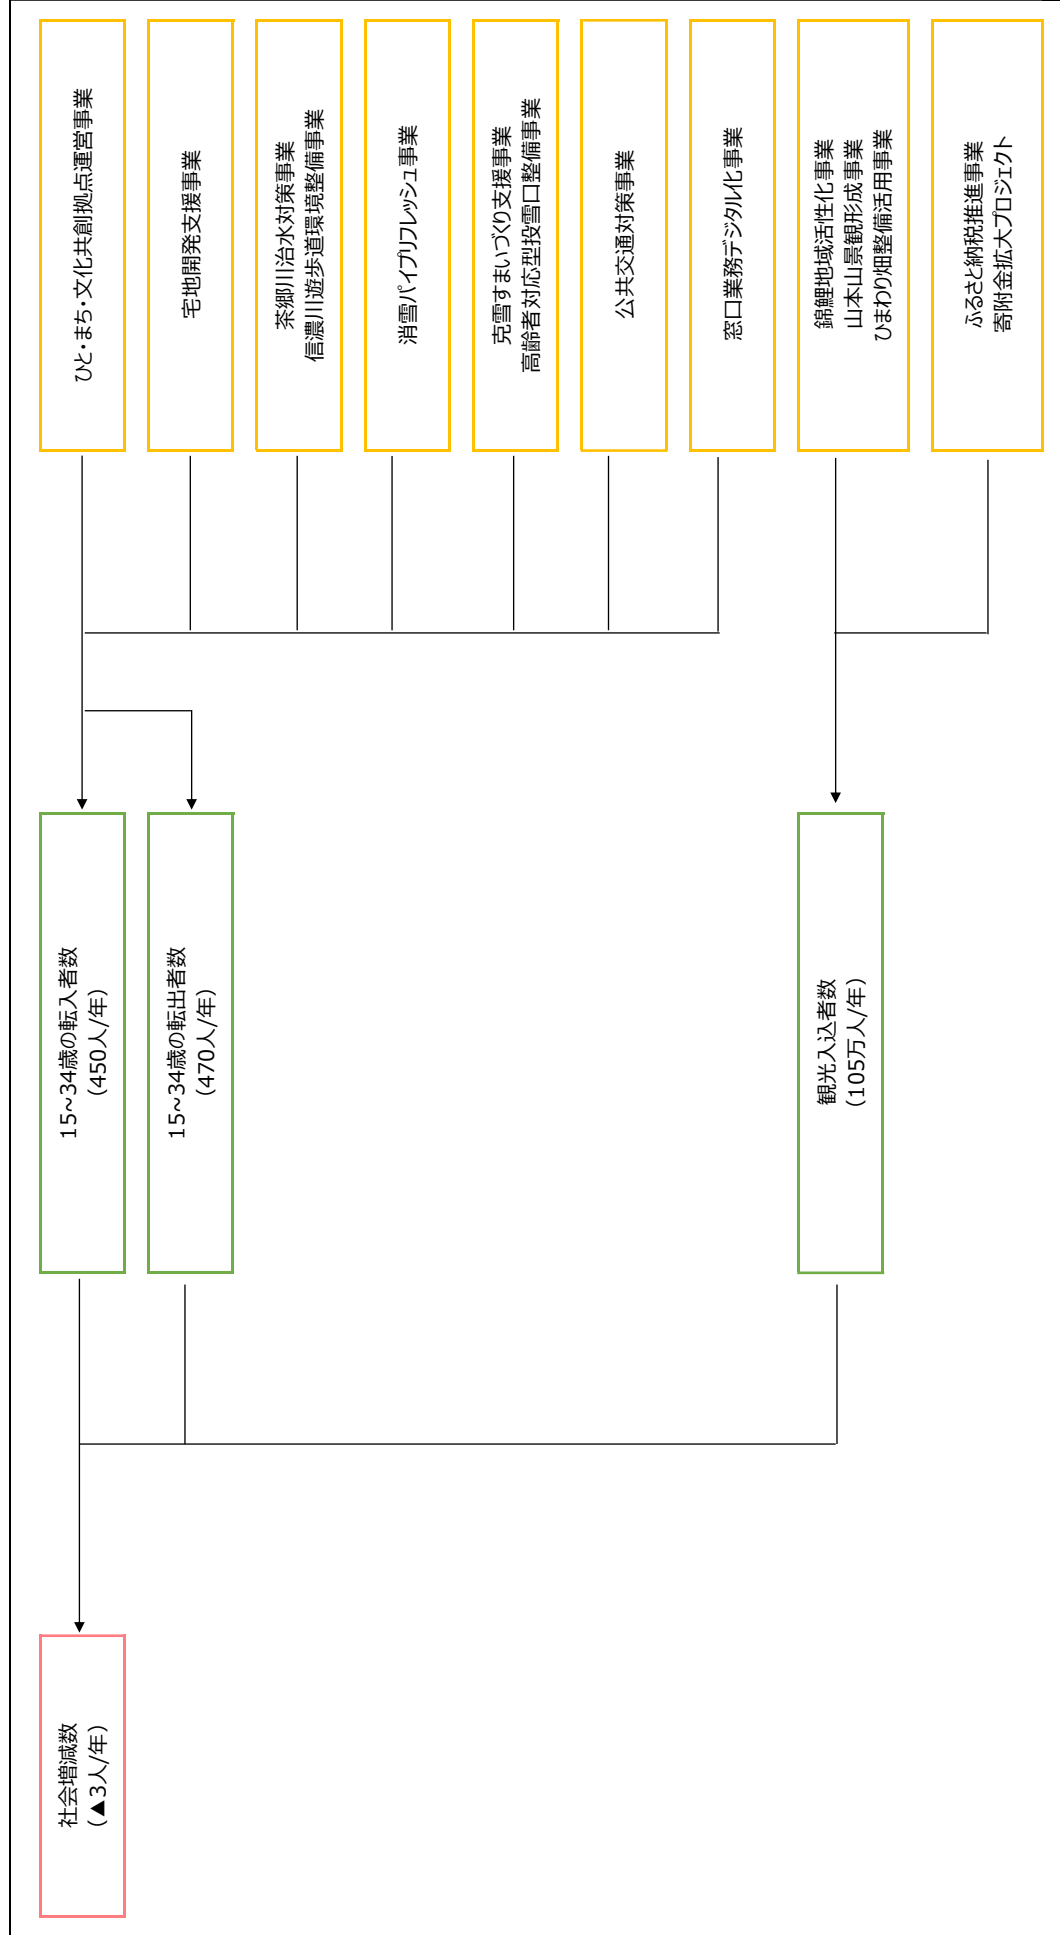 社会増減数
(▲3人/年)
15~34歳の転入者数
(450人/年)
15~34歳の転出者数
(470人/年)
観光入込者数
(105万人/年)
ひと・まち・文化共創拠点運営事業
宅地開発支援事業
茶郷川治水対策事業
信濃川遊歩道環境整備事業
消雪パイプリフレッシュ事業
克雪すまいづくり支援事業
高齢者対応型投雪口整備事業
公共交通対策事業
窓口業務デジタル化事業
錦鯉地域活性化事業
山本山景観形成事業
ひまわり畑整備活用事業
ふるさと納税推進事業
寄附金拡大プロジェクト